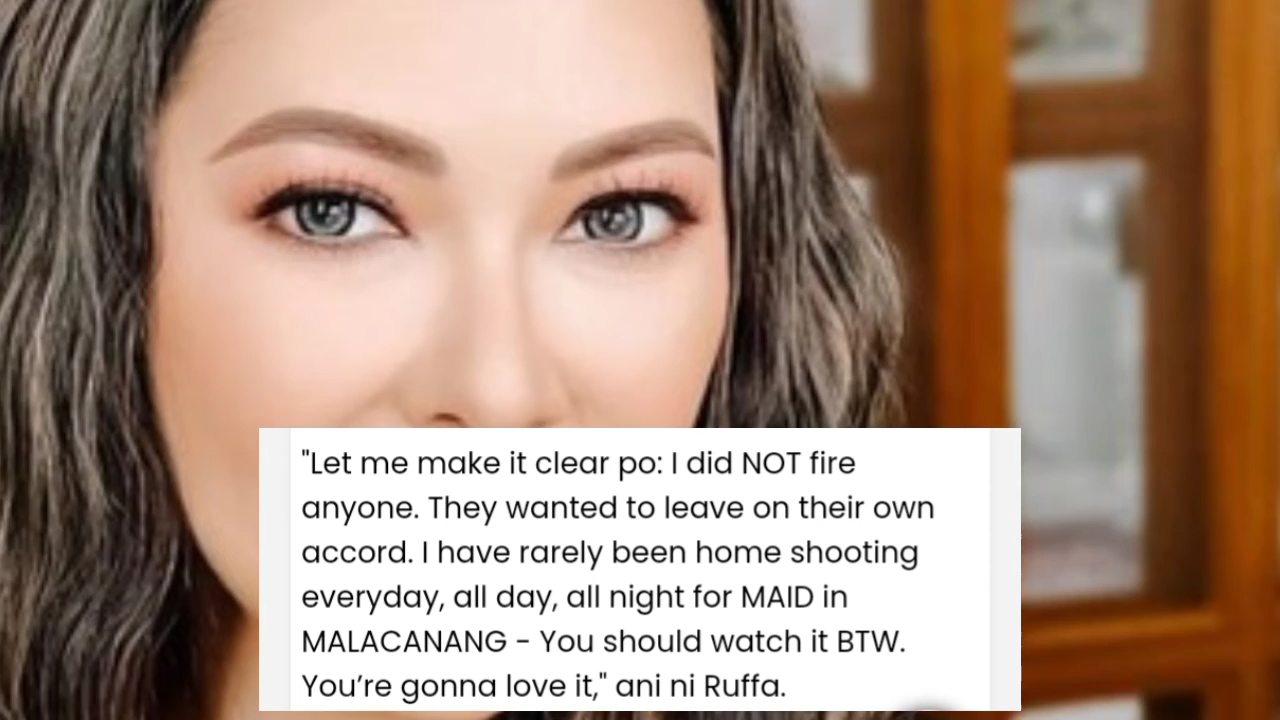 "Let me make it clear po: I did NOT fire
anyone. They wanted to leave on their own
accord. I have rarely been home shooting
everyday, all day, all night for MAID in
MALACANANG - You should watch it BTW.
You’re gonna love it," ani ni Ruffa.